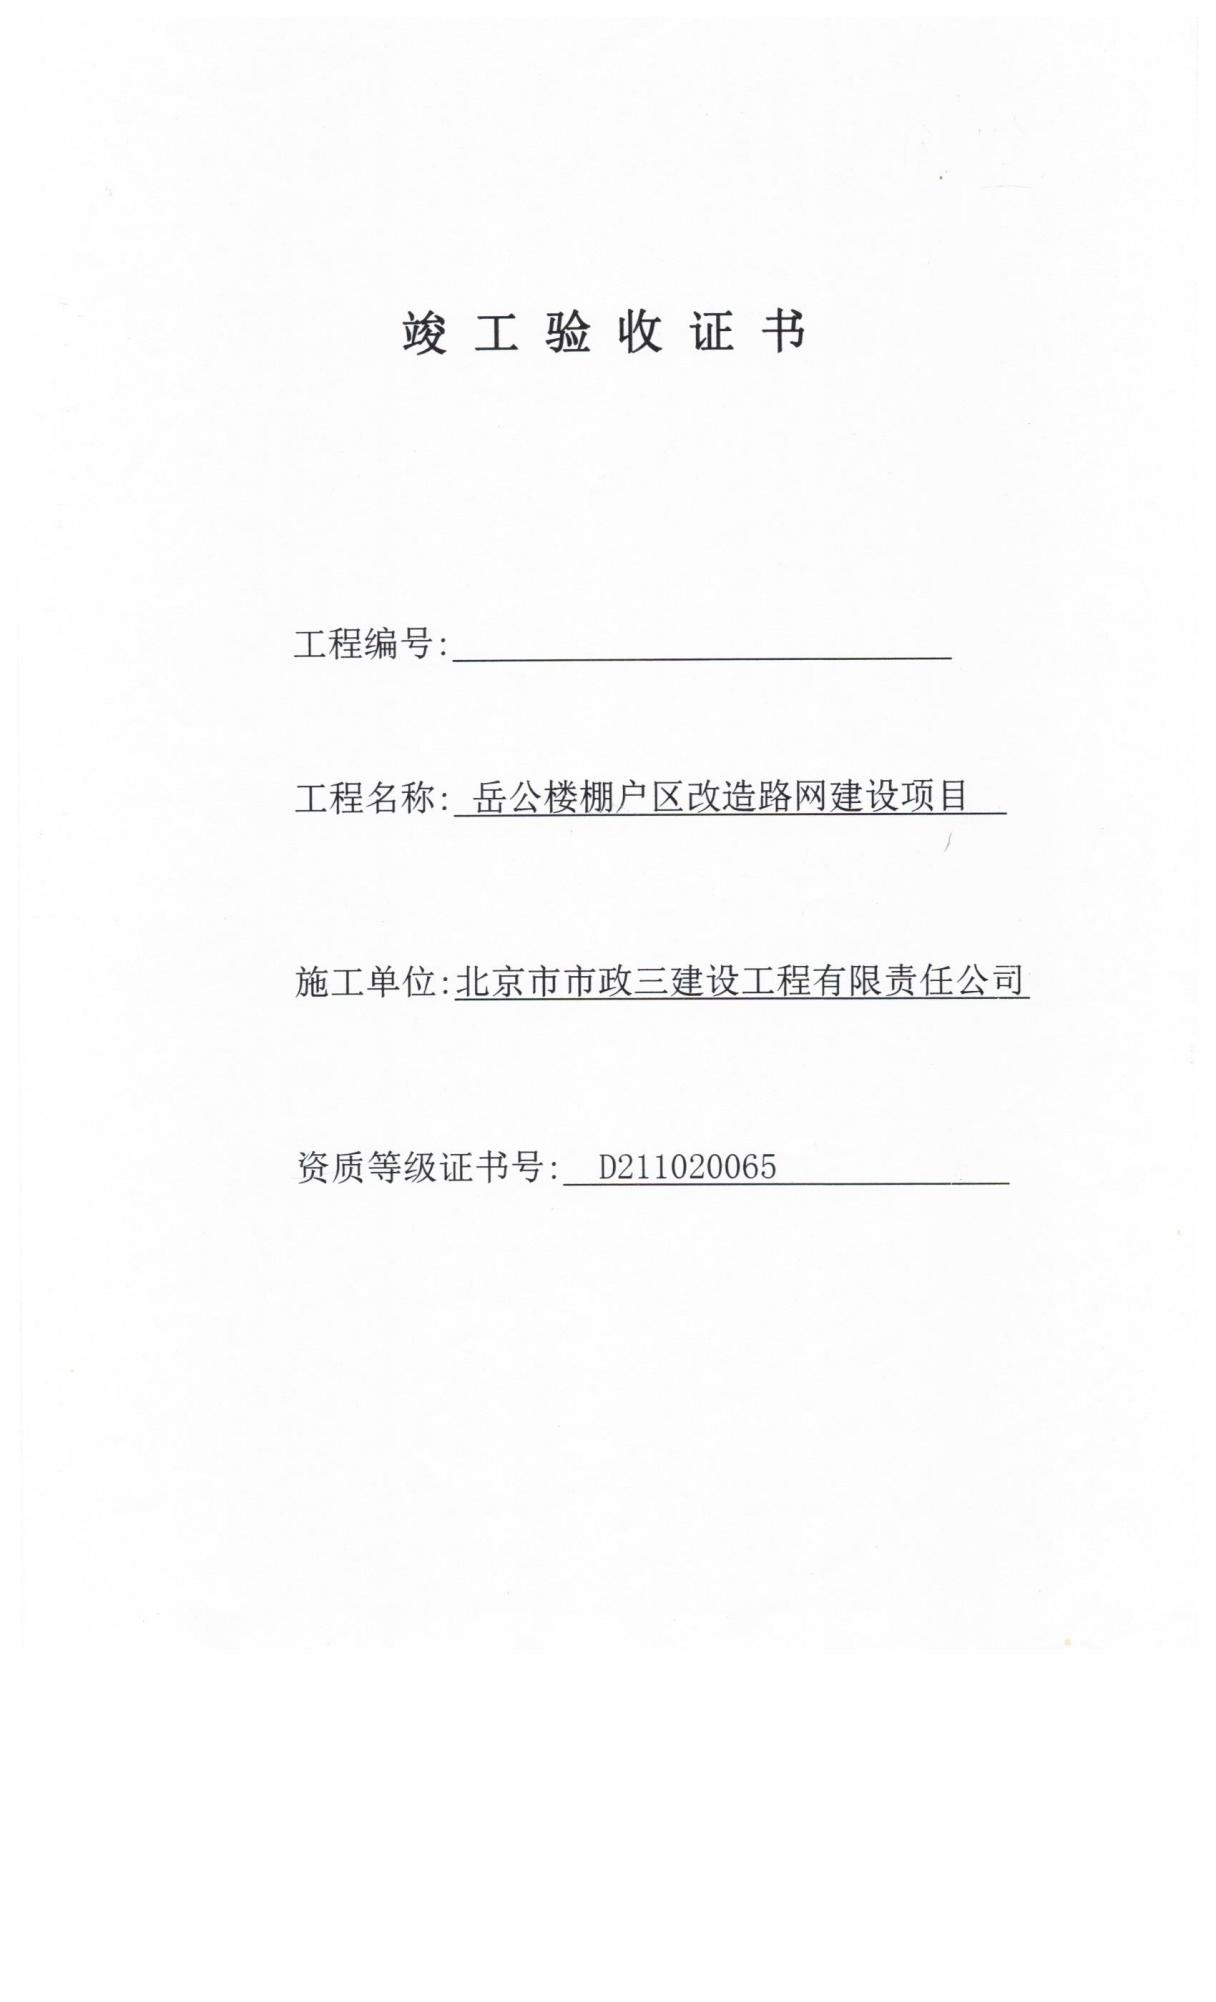 竣工验收证书
工程编号:
工程名称: 岳公楼棚户区改造路网建设项目
施工单位:北京市市政三建设工程有限责任公司
资质等级证书号: D211020065